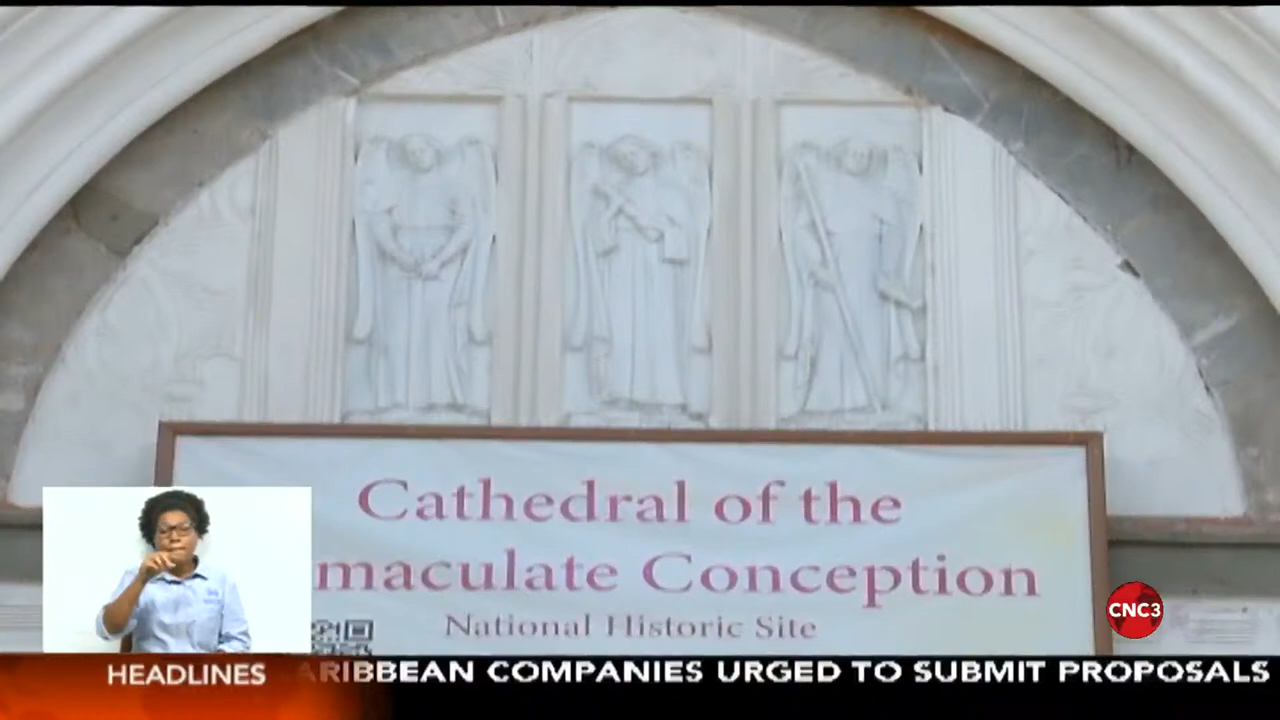 Cathedral of the
maculate Conception
National Historic Site
CNC3
HEADLINES
ARIBBEAN COMPANIES URGED TO SUBMIT PROPOSALS